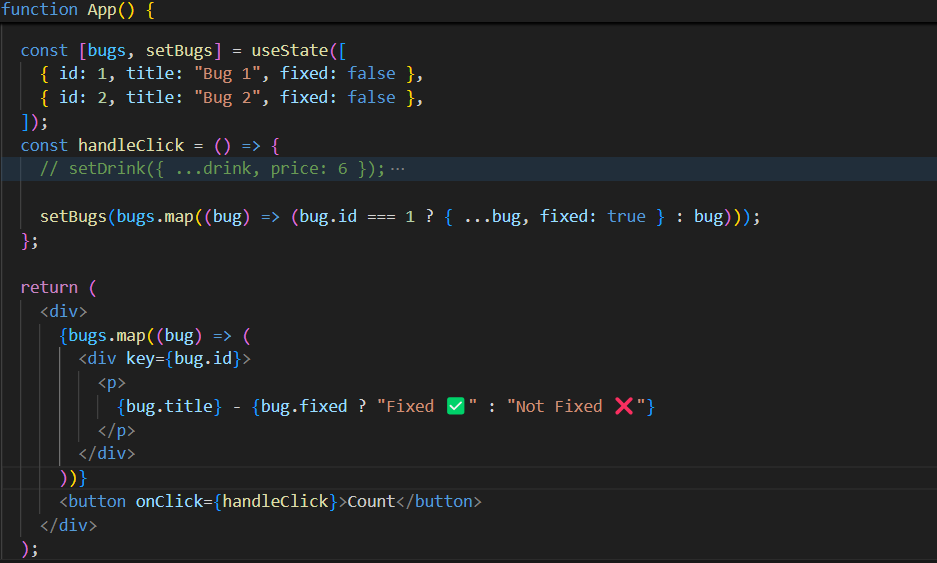 function App() {
const [bugs, setBugs] = useState([
{ id: 1, title: "Bug 1", fixed: false },
{ id: 2, title: "Bug 2", fixed: false },
]);
const handleClick = () => {
// setDrink({ ...drink, price: 6 });···
setBugs(bugs.map((bug) => (bug.id === 1 ? { ...bug, fixed: true } : bug)));
};
return (
<div>
{bugs.map((bug) => (
<div key={bug.id}>
<p>
{bug.title} - {bug.fixed ? "Fixed ✅" : "Not Fixed ❌"}
</p>
</div>
))}
<button onClick={handleClick}>Count</button>
</div>
);